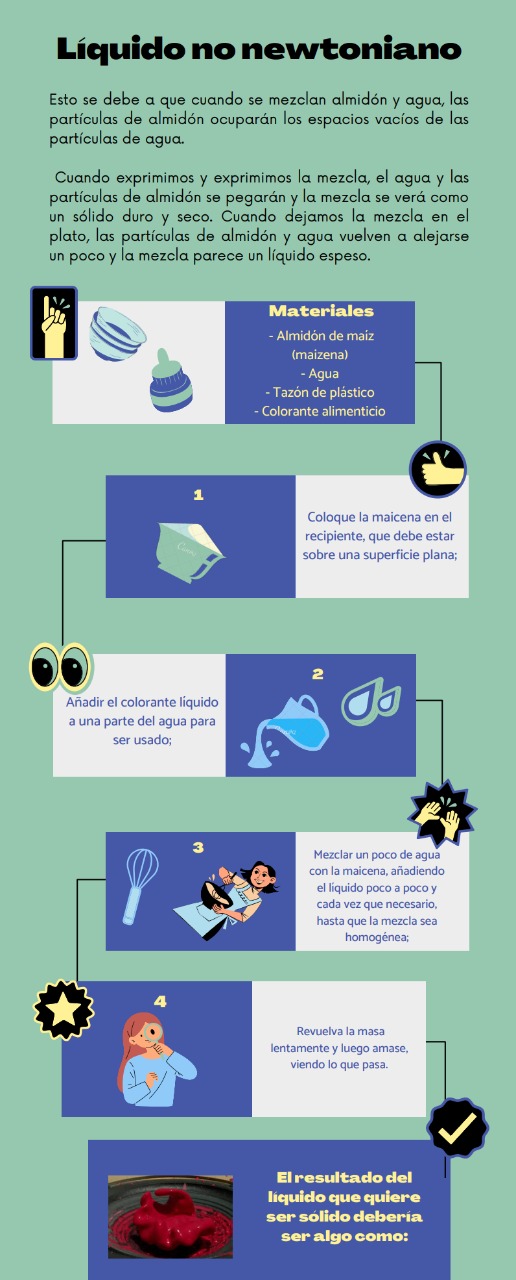 Líquido no newtoniano
Esto se debe a que cuando se mezclan almidón y agua, las
partículas de almidón ocuparán los espacios vacíos de las
partículas de agua.
Cuando exprimimos y exprimimos la mezcla, el agua y las
partículas de almidón se pegarán y la mezcla se verá como
un sólido duro y seco. Cuando dejamos la mezcla en el
plato, las partículas de almidón y agua vuelven a alejarse
un poco y la mezcla parece un líquido espeso.
Materiales
- Almidón de maíz
(maizena)
- Agua
- Tazón de plástico
- Colorante alimenticio
1
Coloque la maicena en el
recipiente, que debe estar
sobre una superficie plana;
2
Añadir el colorante líquido
a una parte del agua para
ser usado;
3
Mezclar un poco de agua
con la maicena, añadiendo
el líquido poco a poco y
cada vez que necesario,
hasta que la mezcla sea
homogénea;
4
Revuelva la masa
lentamente y luego amase,
viendo lo que pasa.
El resultado del
líquido que quiere
ser sólido debería
ser algo como: